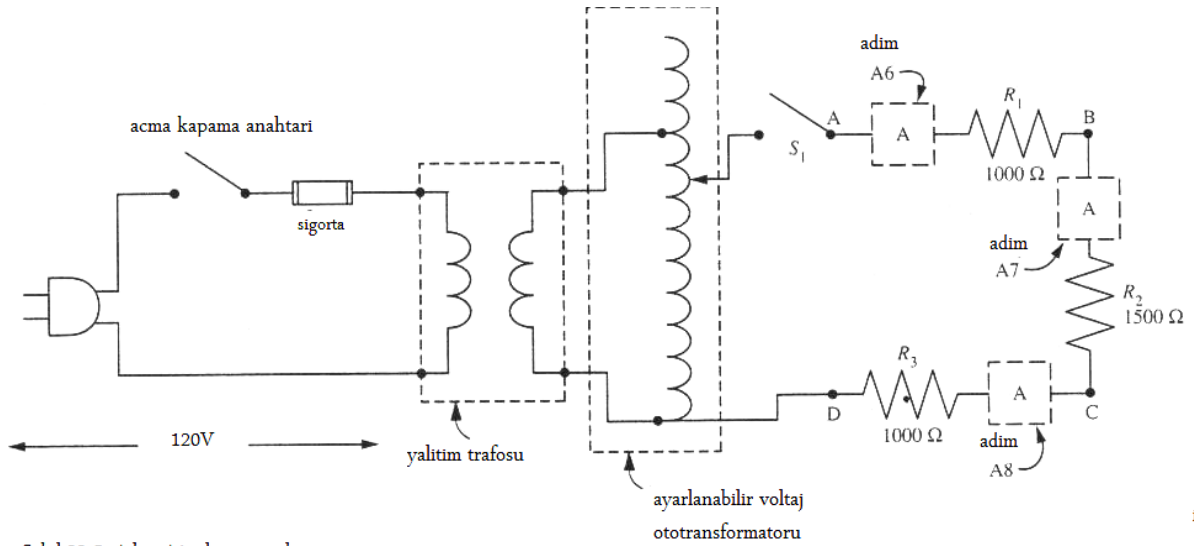 acma kapama anahtari
sigorta
120V
yalitim trafosu
ayarlanabilir voltaj
ototransformatoru
S1
A
adim
A6
A
R1
1000 Ω
B
A
adim
A7
R2
1500 Ω
R3
1000 Ω
D
A
C
adim
A8